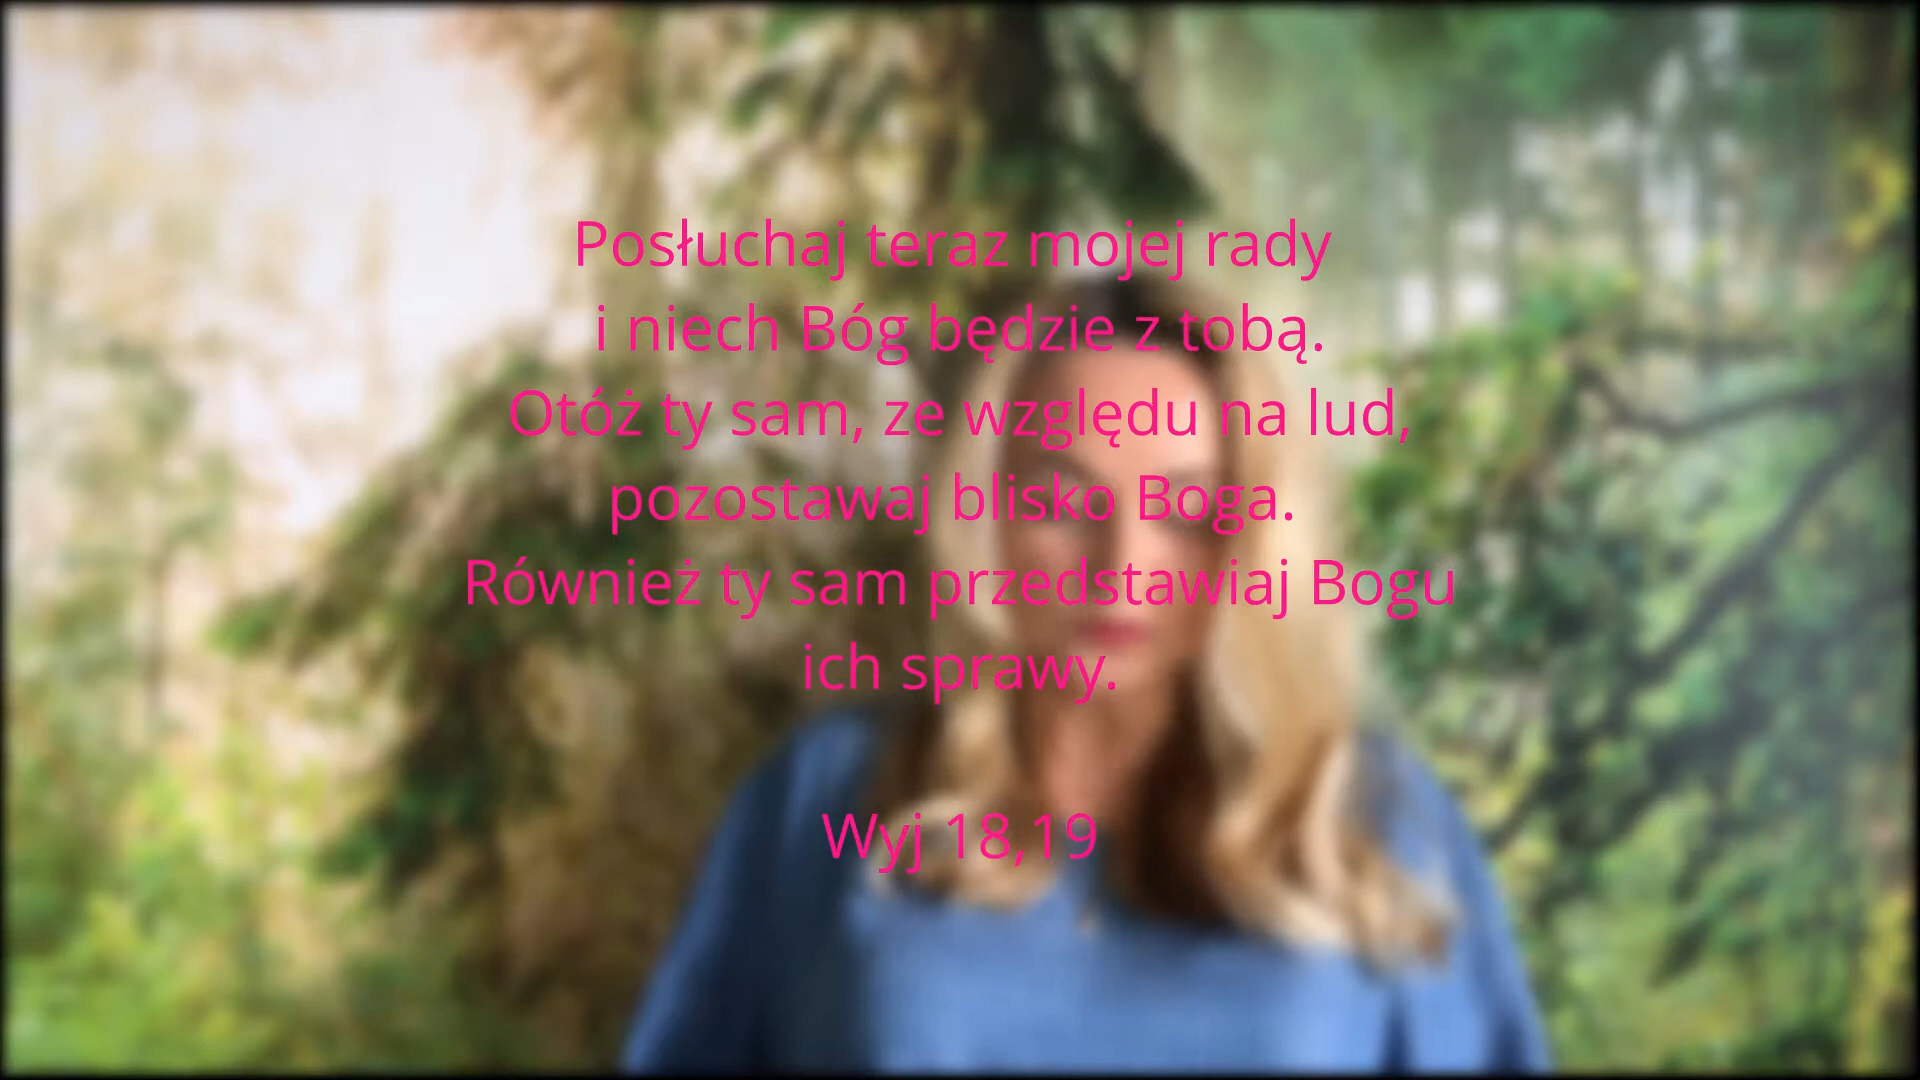 Posłuchaj teraz mojej rady
i niech Bóg będzie z tobą.
Otóż ty sam, ze względu na lud,
pozostawaj blisko Boga.
Również ty sam przedstawiaj Bogu
ich sprawy.
Wyj 18,19